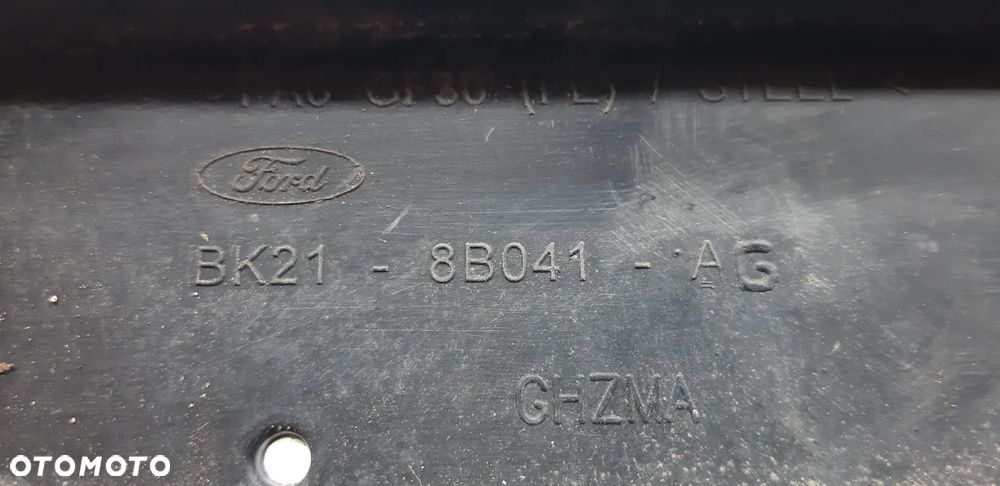 Ford
BK21 - 8B041 - AG
GHZMA
OTOMOTO